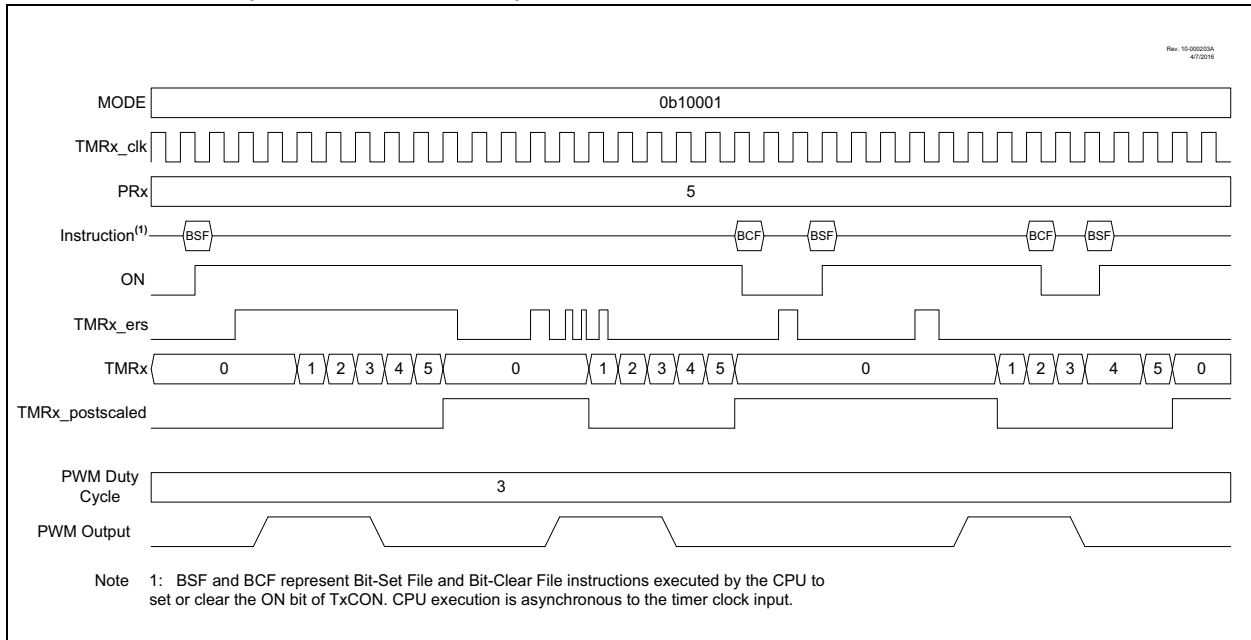 Rev. 10-000203A
4/7/2016
MODE 0b10001
TMRx_clk
PRx 5
Instruction(1) BSF BCF BSF BCF BSF
ON
TMRx_ers
TMRx 0 1 2 3 4 5 0 1 2 3 4 5 0 1 2 3 4 5 0
TMRx_postscaled
PWM Duty
Cycle 3
PWM Output
Note 1: BSF and BCF represent Bit-Set File and Bit-Clear File instructions executed by the CPU to
set or clear the ON bit of TxCON. CPU execution is asynchronous to the timer clock input.